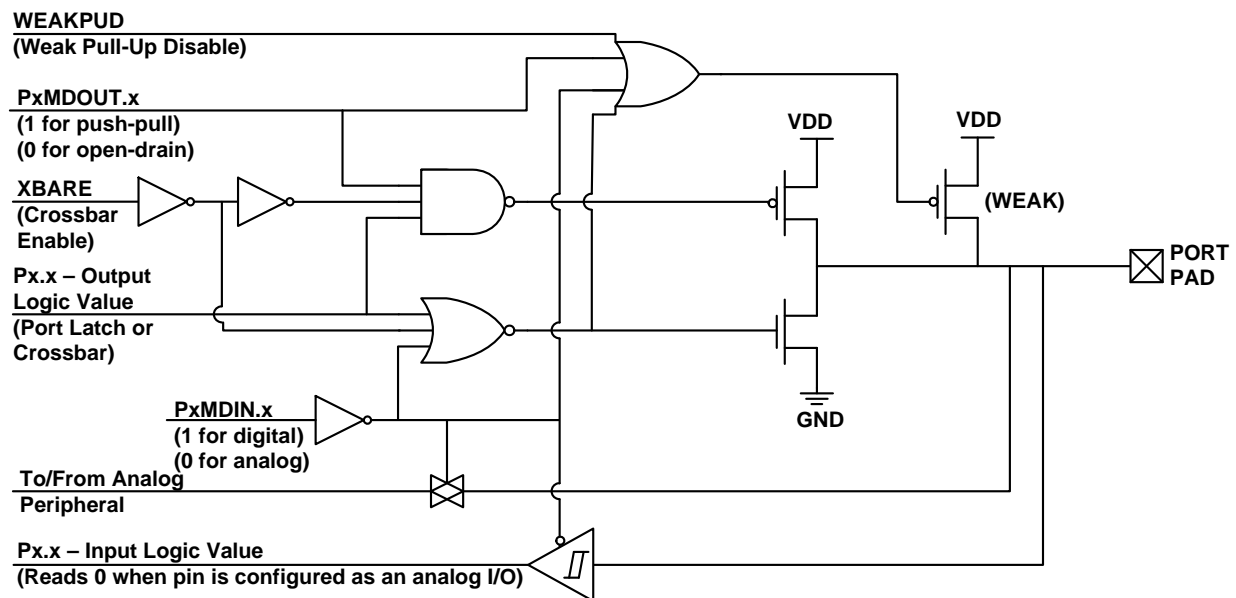 WEAKPUD
(Weak Pull-Up Disable)
PxMDOUT.x
(1 for push-pull)
(0 for open-drain)
XBARE
(Crossbar
Enable)
Px.x – Output
Logic Value
(Port Latch or
Crossbar)
PxMDIN.x
(1 for digital)
(0 for analog)
To/From Analog
Peripheral
Px.x – Input Logic Value
(Reads 0 when pin is configured as an analog I/O)
VDD
VDD
(WEAK)
GND
PORT
PAD